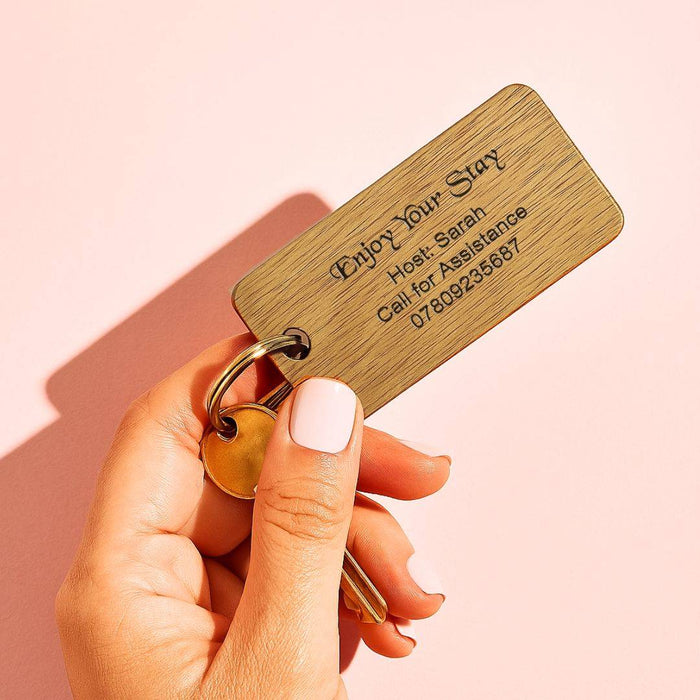 Enjoy Your Stay
Host: Sarah
Call for Assistance
07809235687